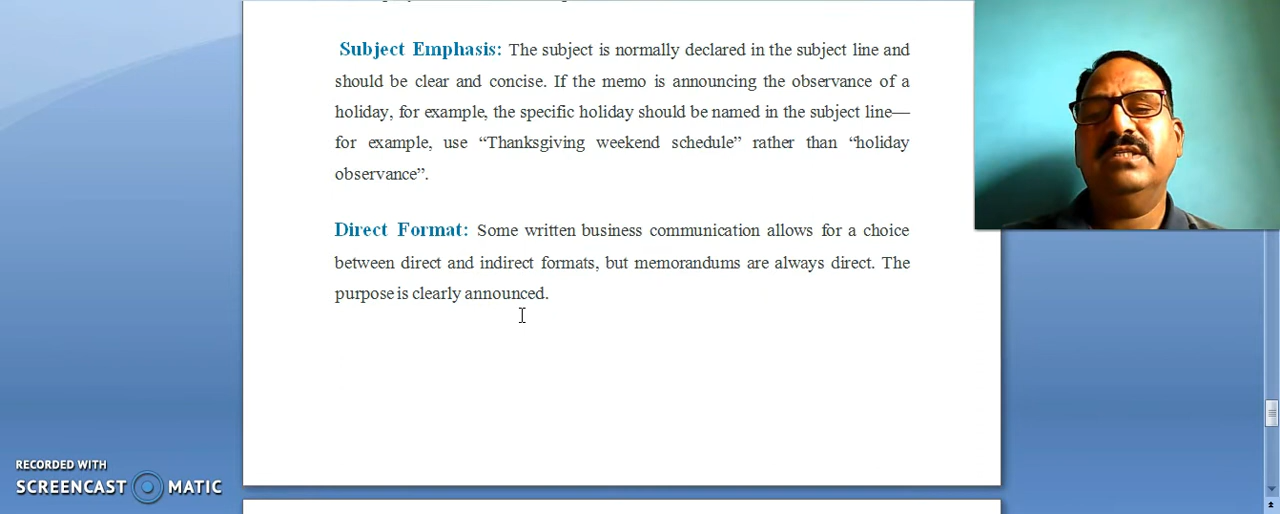 Subject Emphasis: The subject is normally declared in the subject line and
should be clear and concise. If the memo is announcing the observance of a
holiday, for example, the specific holiday should be named in the subject line—
for example, use “Thanksgiving weekend schedule” rather than “holiday
observance”.
Direct Format: Some written business communication allows for a choice
between direct and indirect formats, but memorandums are always direct. The
purpose is clearly announced.
RECORDED WITH
SCREENCAST MATIC